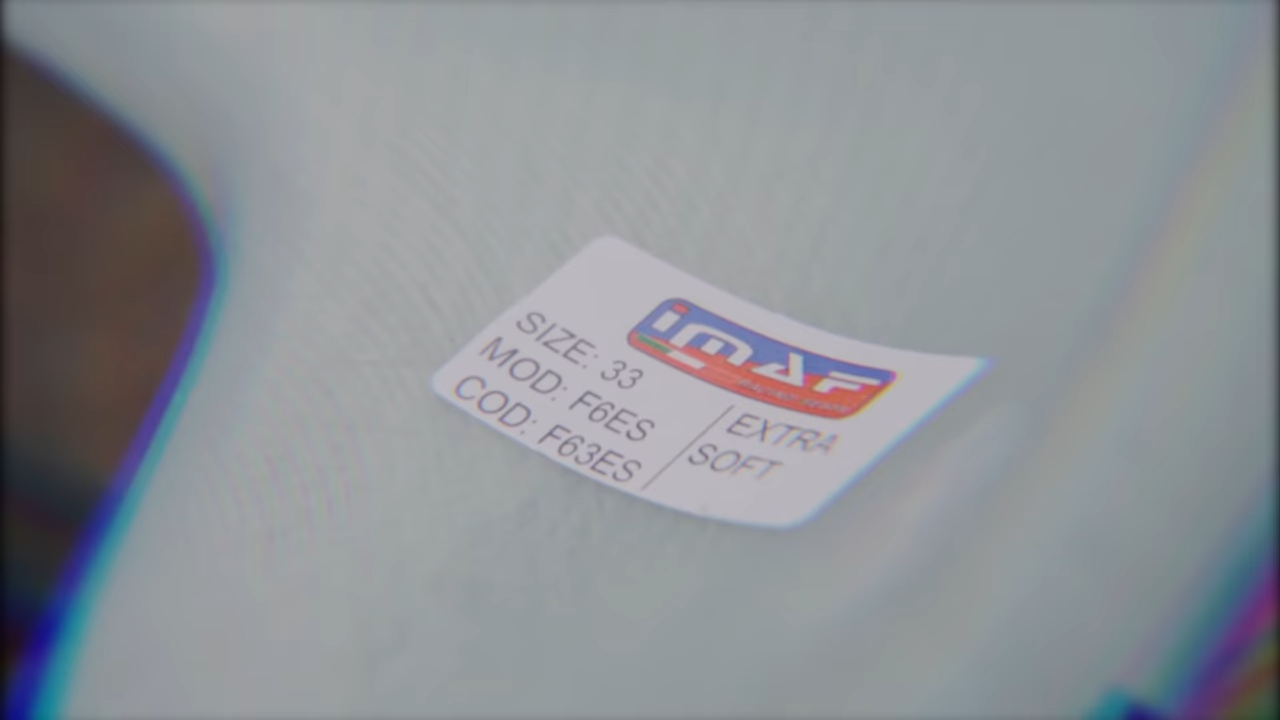 iMAF
SIZE: 33
MOD: F6ES
COD: F63ES
EXTRA
SOFT